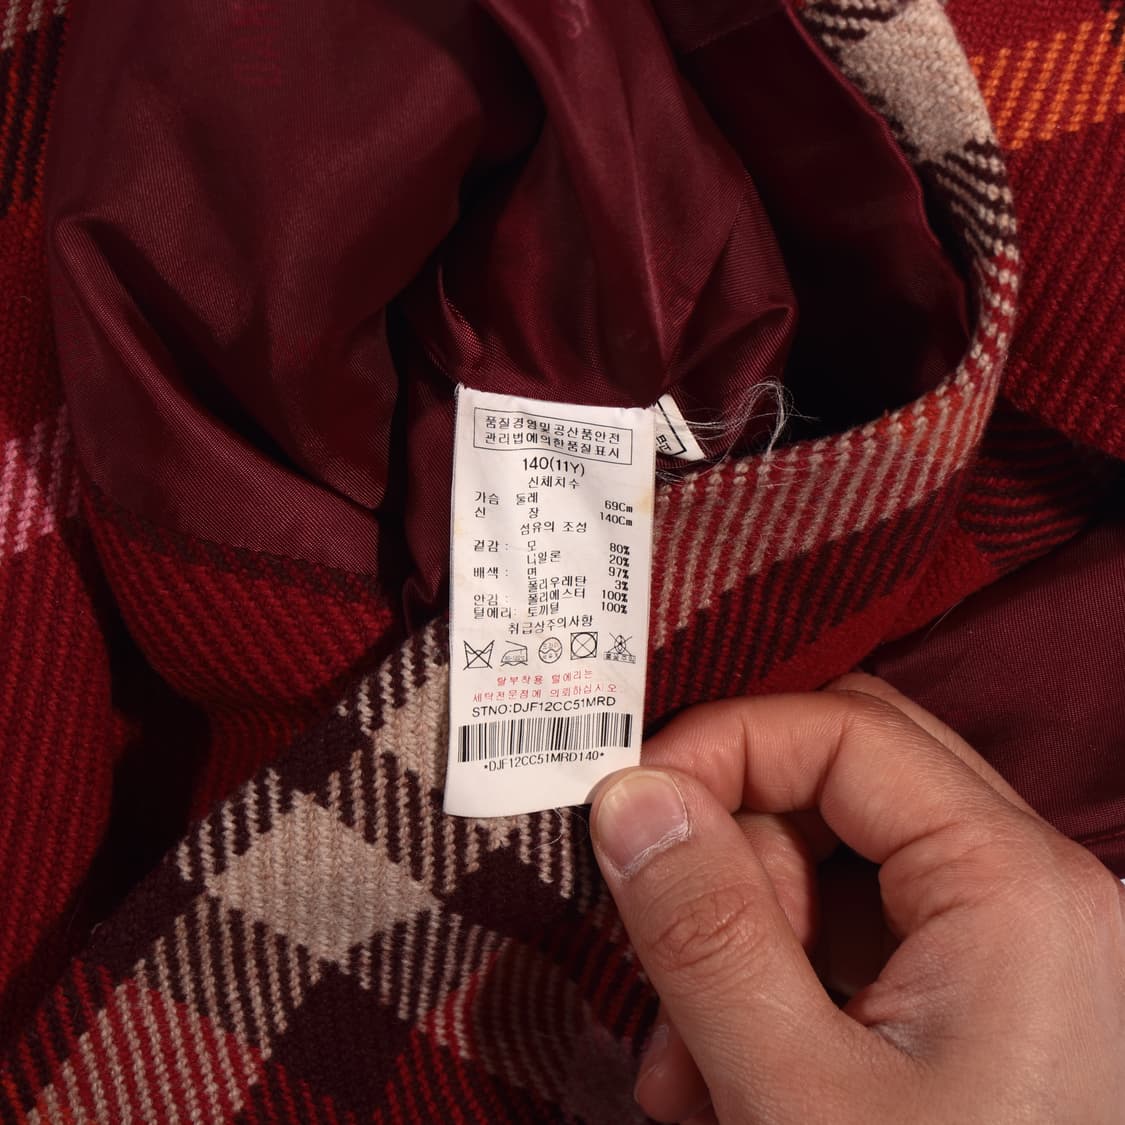 품질경영및공산품안전
관리법에의한품질표시
140(11Y)
신체치수
가슴 둘레 69Cm
신 장 140Cm
섬유의 조성
겉감 : 모 80%
나일론 20%
배색 : 면 97%
폴리우레탄 3%
안감 : 폴리에스터 100%
털에리: 토끼털 100%
취급상주의사항
탈부착용 털에리는
세탁전문점에 의뢰하십시오
STNO:DJF12CC51MRD
*DJF12CC51MRD140*